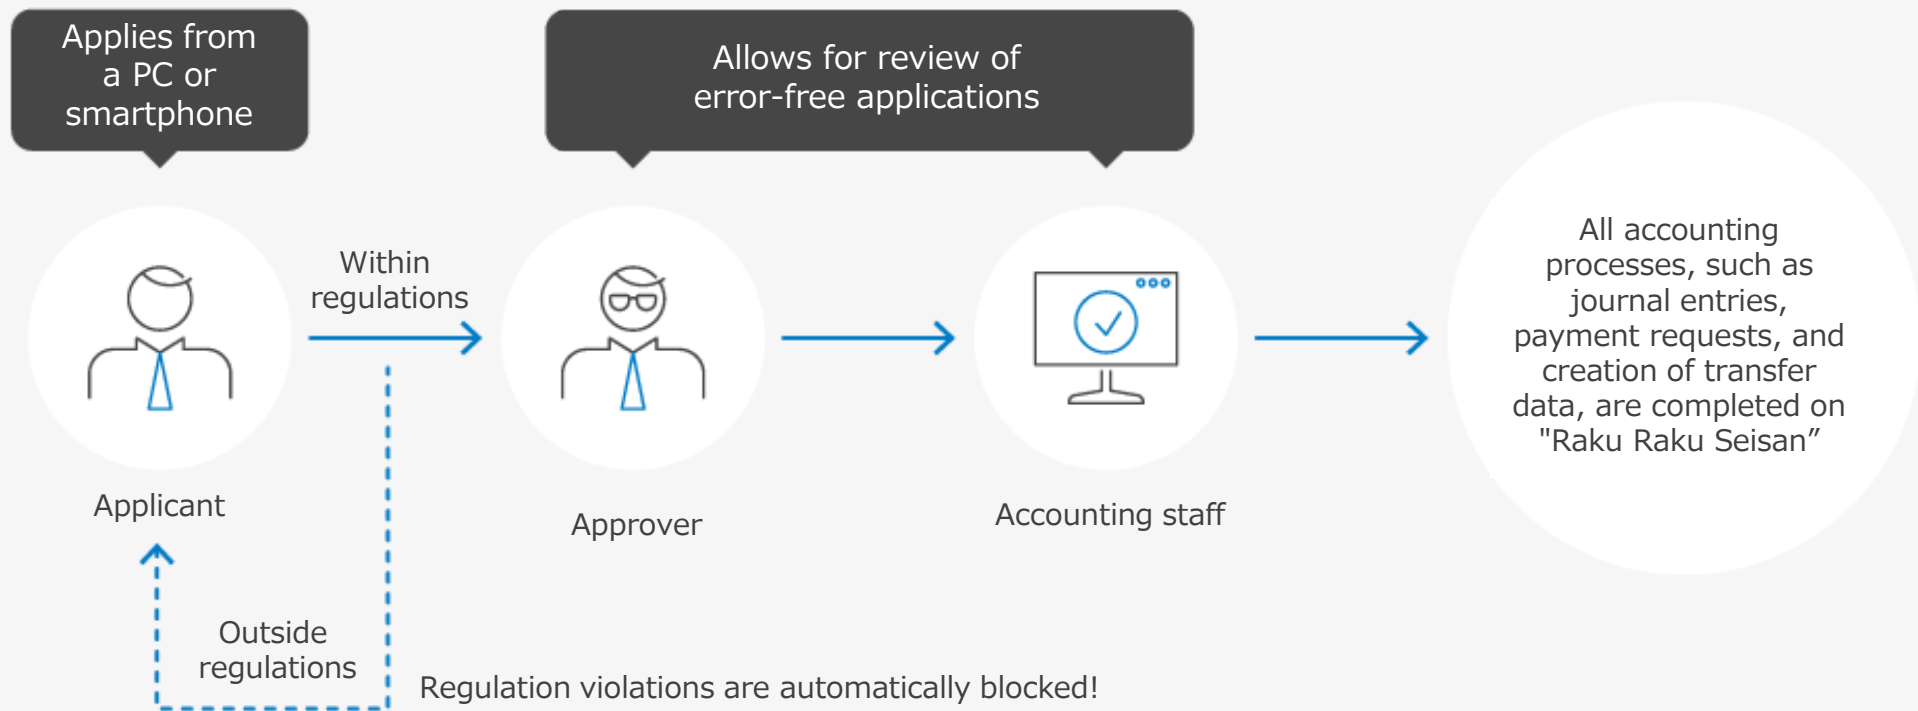 Applies from
a PC or
smartphone
Allows for review of
error-free applications
Within
regulations
All accounting
processes, such as
journal entries,
payment requests, and
creation of transfer
data, are completed on
"Raku Raku Seisan”
Applicant
Approver
Accounting staff
Outside
regulations
Regulation violations are automatically blocked!